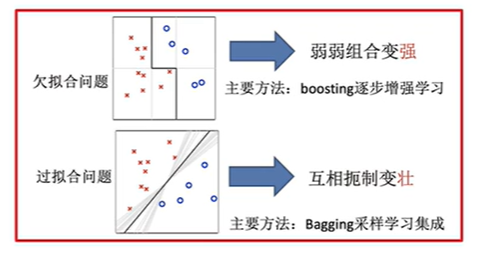 弱弱组合变强
欠拟合问题
主要方法：boosting逐步增强学习
过拟合问题
互相扼制变壮
主要方法：Bagging采样学习集成